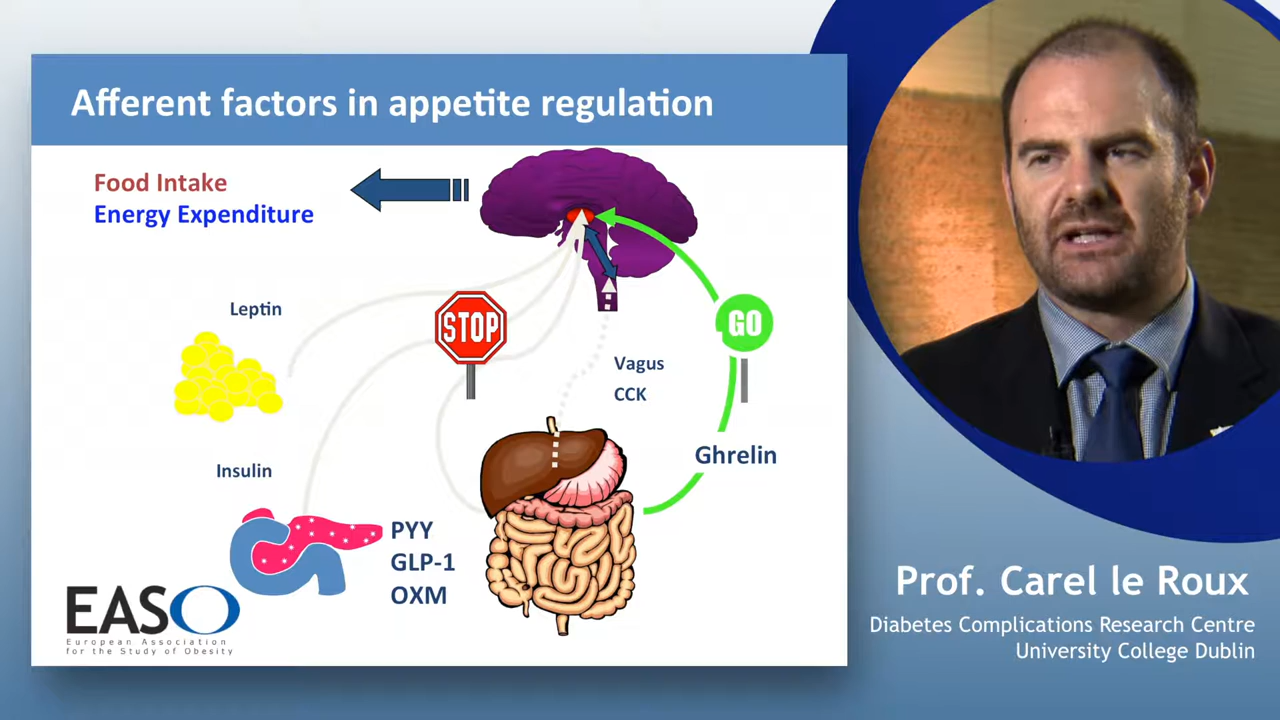 Afferent factors in appetite regulation
Food Intake
Energy Expenditure
Leptin
STOP
GO
Vagus
CCK
Ghrelin
Insulin
PYY
GLP-1
OXM
EASO
European Association
for the Study of Obesity
Prof. Carel le Roux
Diabetes Complications Research Centre
University College Dublin